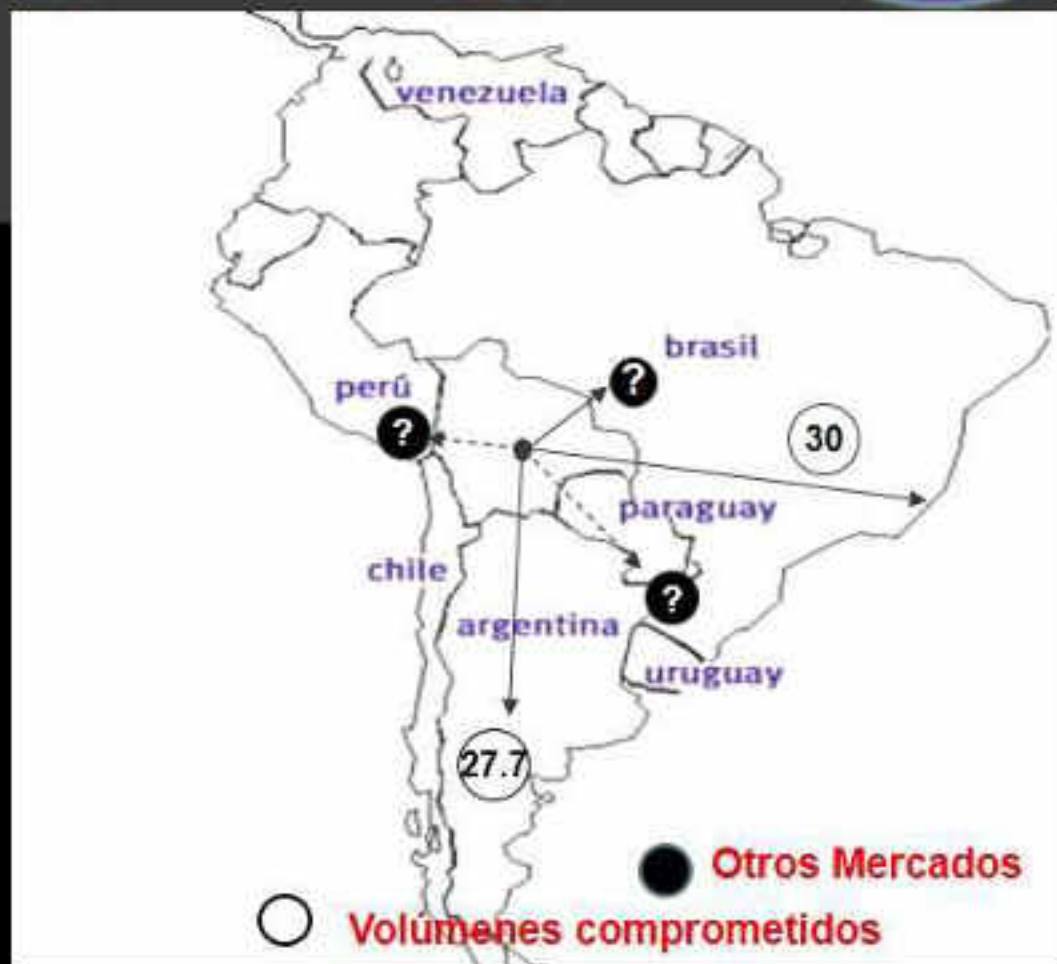 venezuela
brasil
perú
?
?
30
paraguay
chile
?
argentina
uruguay
27.7
Otros Mercados
Volúmenes comprometidos